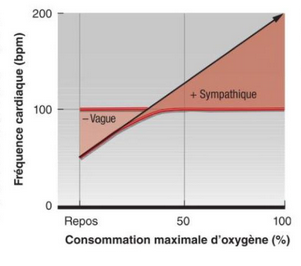 Fréquence cardiaque (bpm)
200
100
0
+ Sympathique
– Vague
Repos
50
100
Consommation maximale d'oxygène (%)